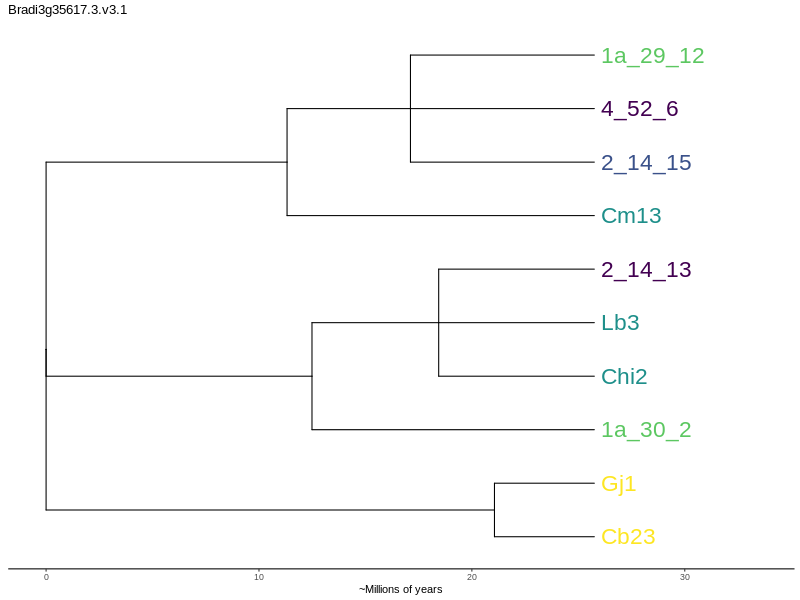 Bradi3g35617.3.v3.1
1a_29_12
4_52_6
2_14_15
Cm13
2_14_13
Lb3
Chi2
1a_30_2
Gj1
Cb23
0 10 20 30
~Millions of years